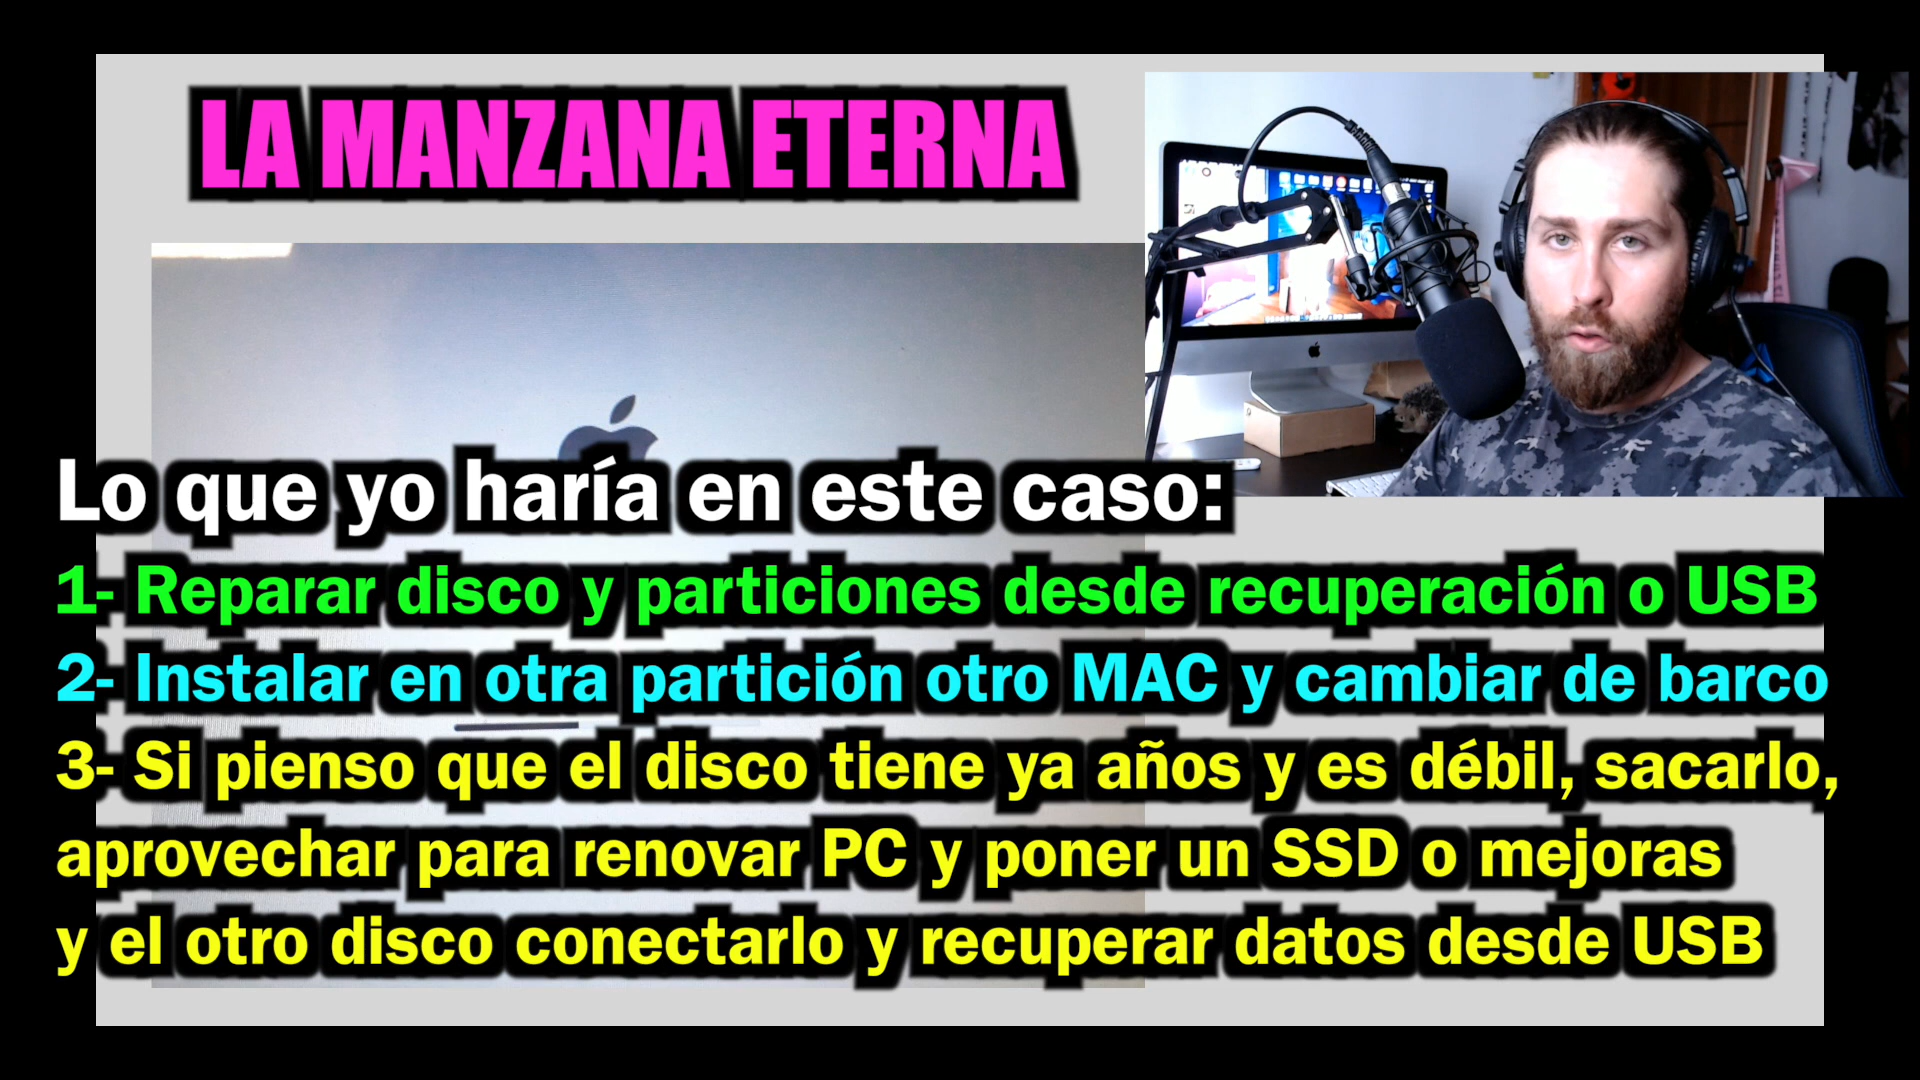 LA MANZANA ETERNA
Lo que yo haría en este caso:
1- Reparar disco y particiones desde recuperación o USB
2- Instalar en otra partición otro MAC y cambiar de barco
3- Si pienso que el disco tiene ya años y es débil, sacarlo,
aprovechar para renovar PC y poner un SSD o mejoras
y el otro disco conectarlo y recuperar datos desde USB